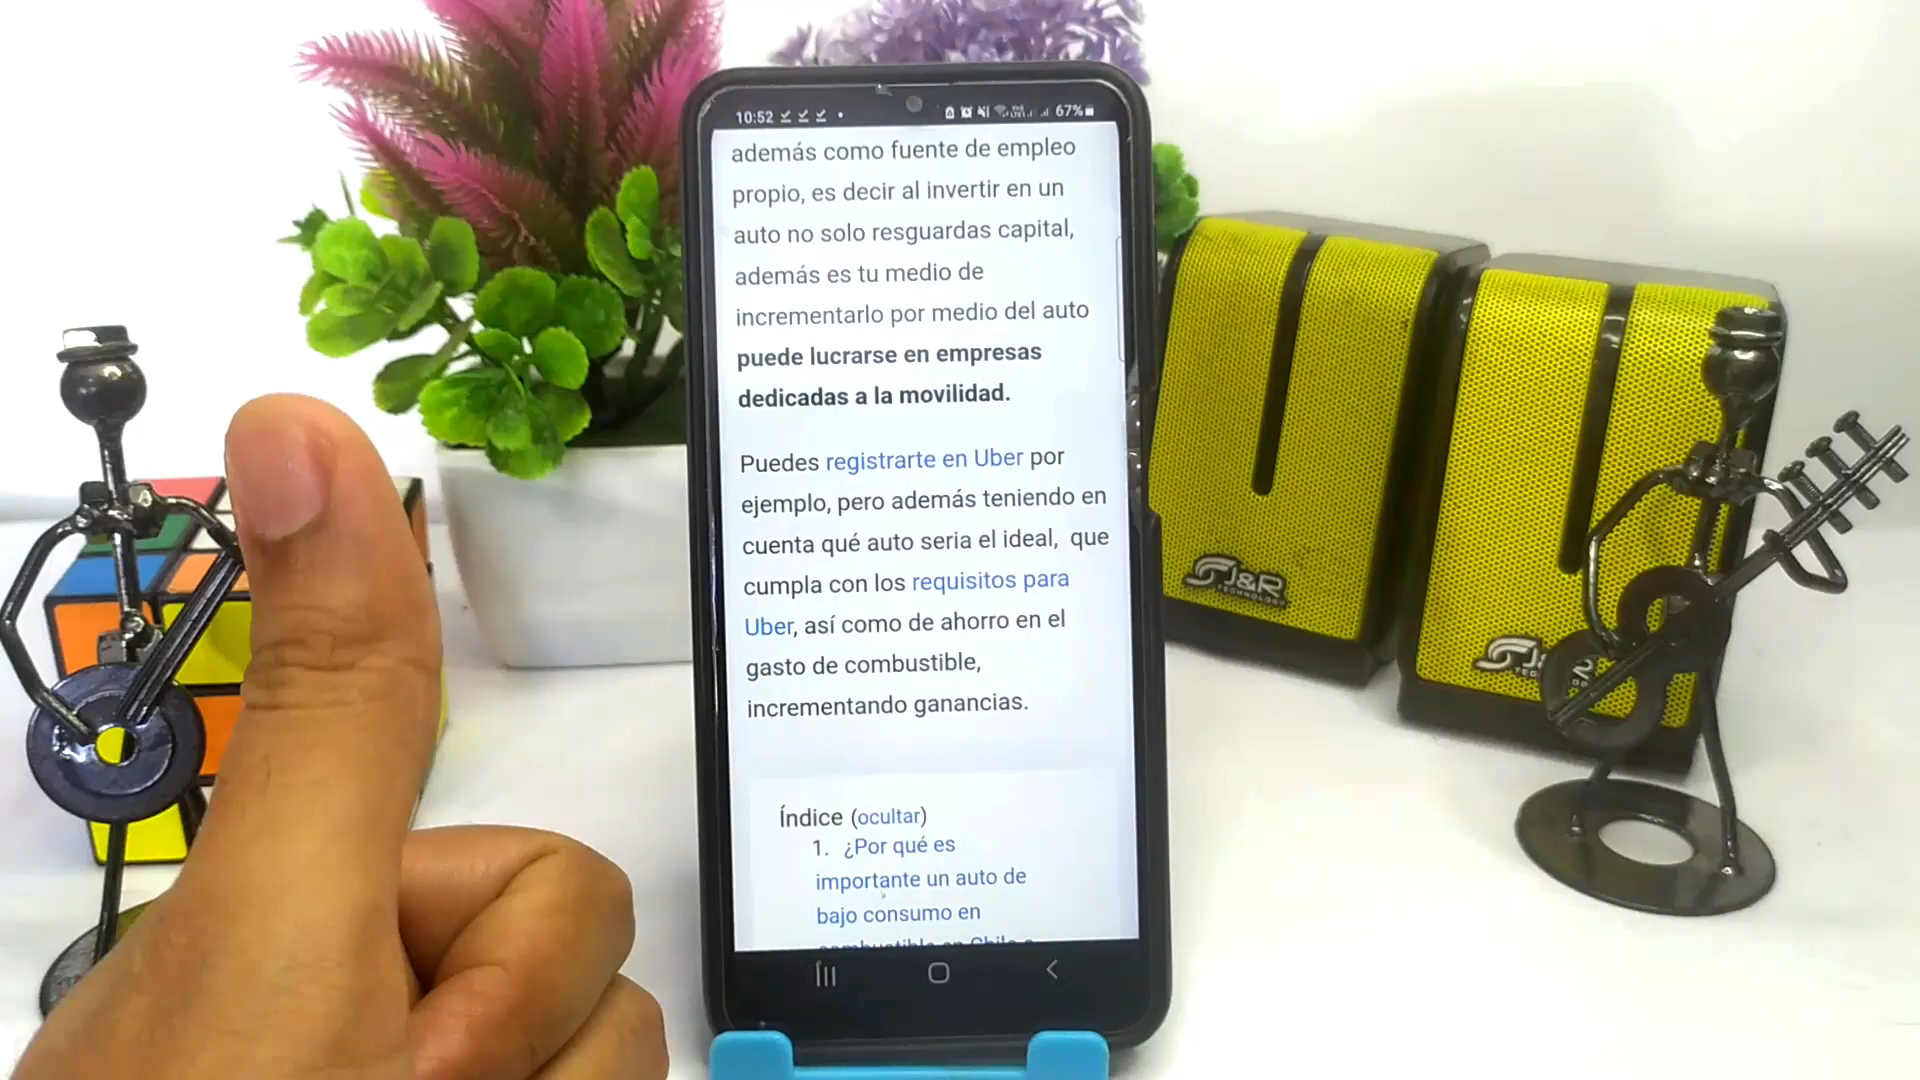 10:52
67%
además como fuente de empleo
propio, es decir al invertir en un
auto no solo resguardas capital,
además es tu medio de
incrementarlo por medio del auto
puede lucrarse en empresas
dedicadas a la movilidad.
Puedes registrarte en Uber por
ejemplo, pero además teniendo en
cuenta qué auto seria el ideal, que
cumpla con los requisitos para
Uber, así como de ahorro en el
gasto de combustible,
incrementando ganancias.
Índice (ocultar)
1. ¿Por qué es
importante un auto de
bajo consumo en
J&R
TECHNOLOGY